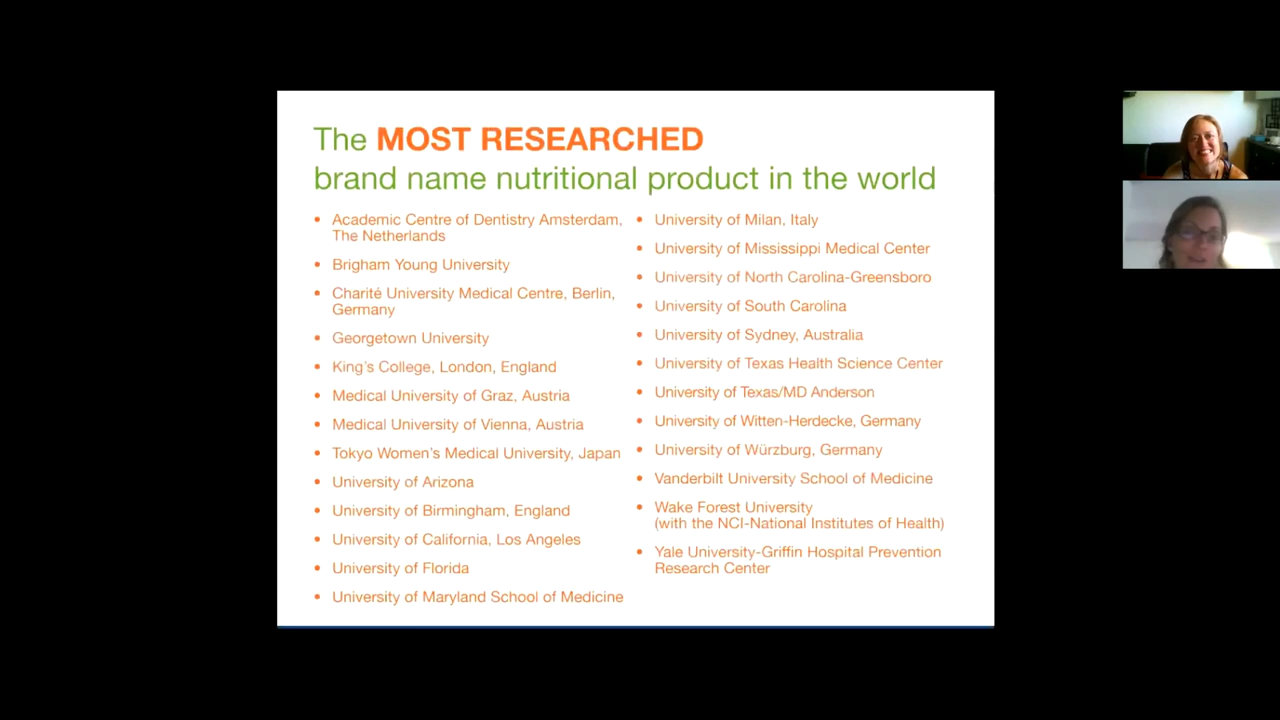 The MOST RESEARCHED
brand name nutritional product in the world
• Academic Centre of Dentistry Amsterdam,
The Netherlands
• Brigham Young University
• Charité University Medical Centre, Berlin,
Germany
• Georgetown University
• King's College, London, England
• Medical University of Graz, Austria
• Medical University of Vienna, Austria
• Tokyo Women's Medical University, Japan
• University of Arizona
• University of Birmingham, England
• University of California, Los Angeles
• University of Florida
• University of Maryland School of Medicine
• University of Milan, Italy
• University of Mississippi Medical Center
• University of North Carolina-Greensboro
• University of South Carolina
• University of Sydney, Australia
• University of Texas Health Science Center
• University of Texas/MD Anderson
• University of Witten-Herdecke, Germany
• University of Würzburg, Germany
• Vanderbilt University School of Medicine
• Wake Forest University
(with the NCI-National Institutes of Health)
• Yale University-Griffin Hospital Prevention
Research Center